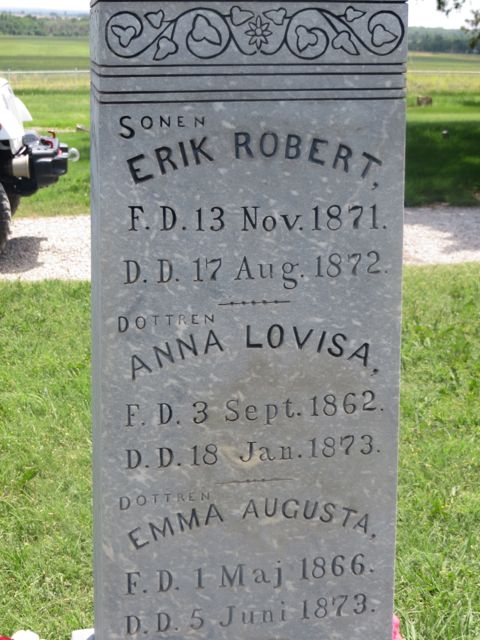 SONEN
ERIK ROBERT,
F. D. 13 Nov. 1871.
D. D. 17 Aug. 1872.
DOTTREN
ANNA LOVISA,
F. D. 3 Sept. 1862.
D. D. 18 Jan. 1873.
DOTTREN
EMMA AUGUSTA,
F. D. 1 Maj 1866.
D. D. 5 Juni 1873.